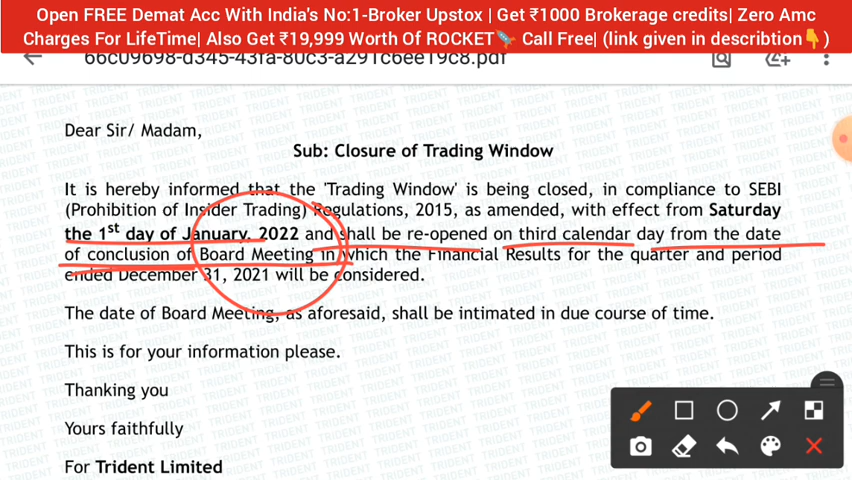 Open FREE Demat Acc With India's No:1-Broker Upstox | Get ₹1000 Brokerage credits| Zero Amc
Charges For LifeTime| Also Get ₹19,999 Worth Of ROCKET🚀 Call Free| (link given in describtion👇)
66c09698-d345-43fa-80c3-a291c6ee19c8.pdf
Dear Sir/ Madam,
Sub: Closure of Trading Window
It is hereby informed that the 'Trading Window' is being closed, in compliance to SEBI
(Prohibition of Insider Trading) Regulations, 2015, as amended, with effect from Saturday
the 1st day of January, 2022 and shall be re-opened on third calendar day from the date
of conclusion of Board Meeting in which the Financial Results for the quarter and period
ended December 31, 2021 will be considered.
The date of Board Meeting, as aforesaid, shall be intimated in due course of time.
This is for your information please.
Thanking you
Yours faithfully
For Trident Limited